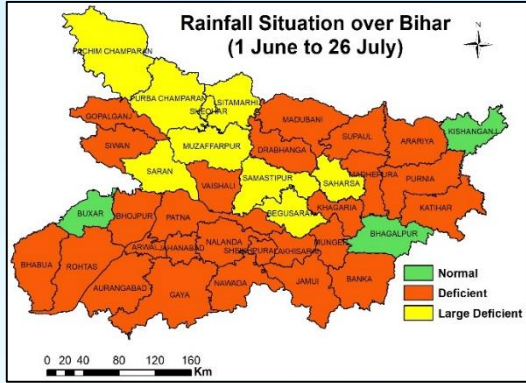 Rainfall Situation over Bihar
(1 June to 26 July)
PACHIM CHAMPARAN
PURBA CHAMPARAN
SITAMARHI
SHEOHAR
GOPALGANJ
SIWAN
MUZAFFARPUR
MADUBANI
SUPAUL
ARARIYA
KISHANGANJ
DRABHANGA
SARAN
VAISHALI
SAMASTIPUR
SAHARSA
MADHEPURA
PURNIA
KATIHAR
BEGUSARAI
KHAGARIA
BUXAR
BHOJPUR
PATNA
NALANDA
MUNGER
BHAGALPUR
ARWAL
JAHANABAD
SHEIKHPURA
LAKHISARAI
BHABUA
ROHTAS
AURANGABAD
GAYA
NAWADA
JAMUI
BANKA
Normal
Deficient
Large Deficient
0 20 40 80 120 160
Km